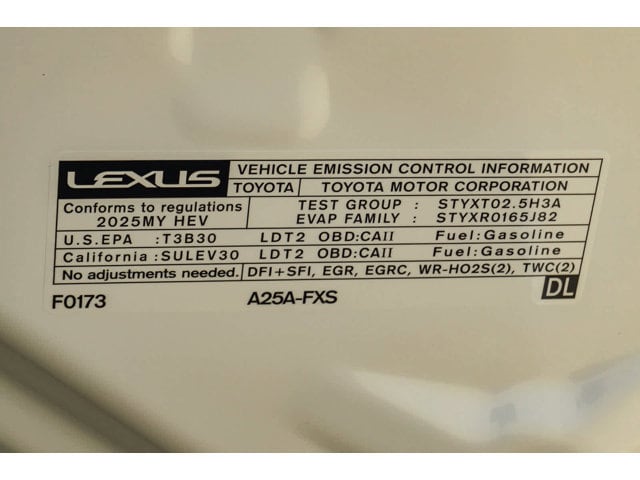 LEXUS VEHICLE EMISSION CONTROL INFORMATION
TOYOTA TOYOTA MOTOR CORPORATION
Conforms to regulations
2025MY HEV
TEST GROUP : STYXT02.5H3A
EVAP FAMILY : STYXR0165J82
U.S.EPA :T3B30 LDT2 OBD:CAII Fuel:Gasoline
California :SULEV30 LDT2 OBD:CAII Fuel:Gasoline
No adjustments needed. DFI+SFI, EGR, EGRC, WR-HO2S(2), TWC(2)
F0173 A25A-FXS DL